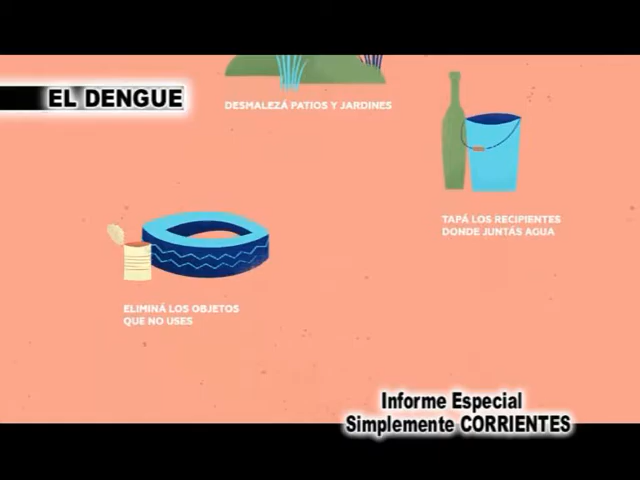 EL DENGUE
DESMALEZÁ PATIOS Y JARDINES
TAPÁ LOS RECIPIENTES
DONDE JUNTÁS AGUA
ELIMINÁ LOS OBJETOS
QUE NO USES
Informe Especial
Simplemente CORRIENTES